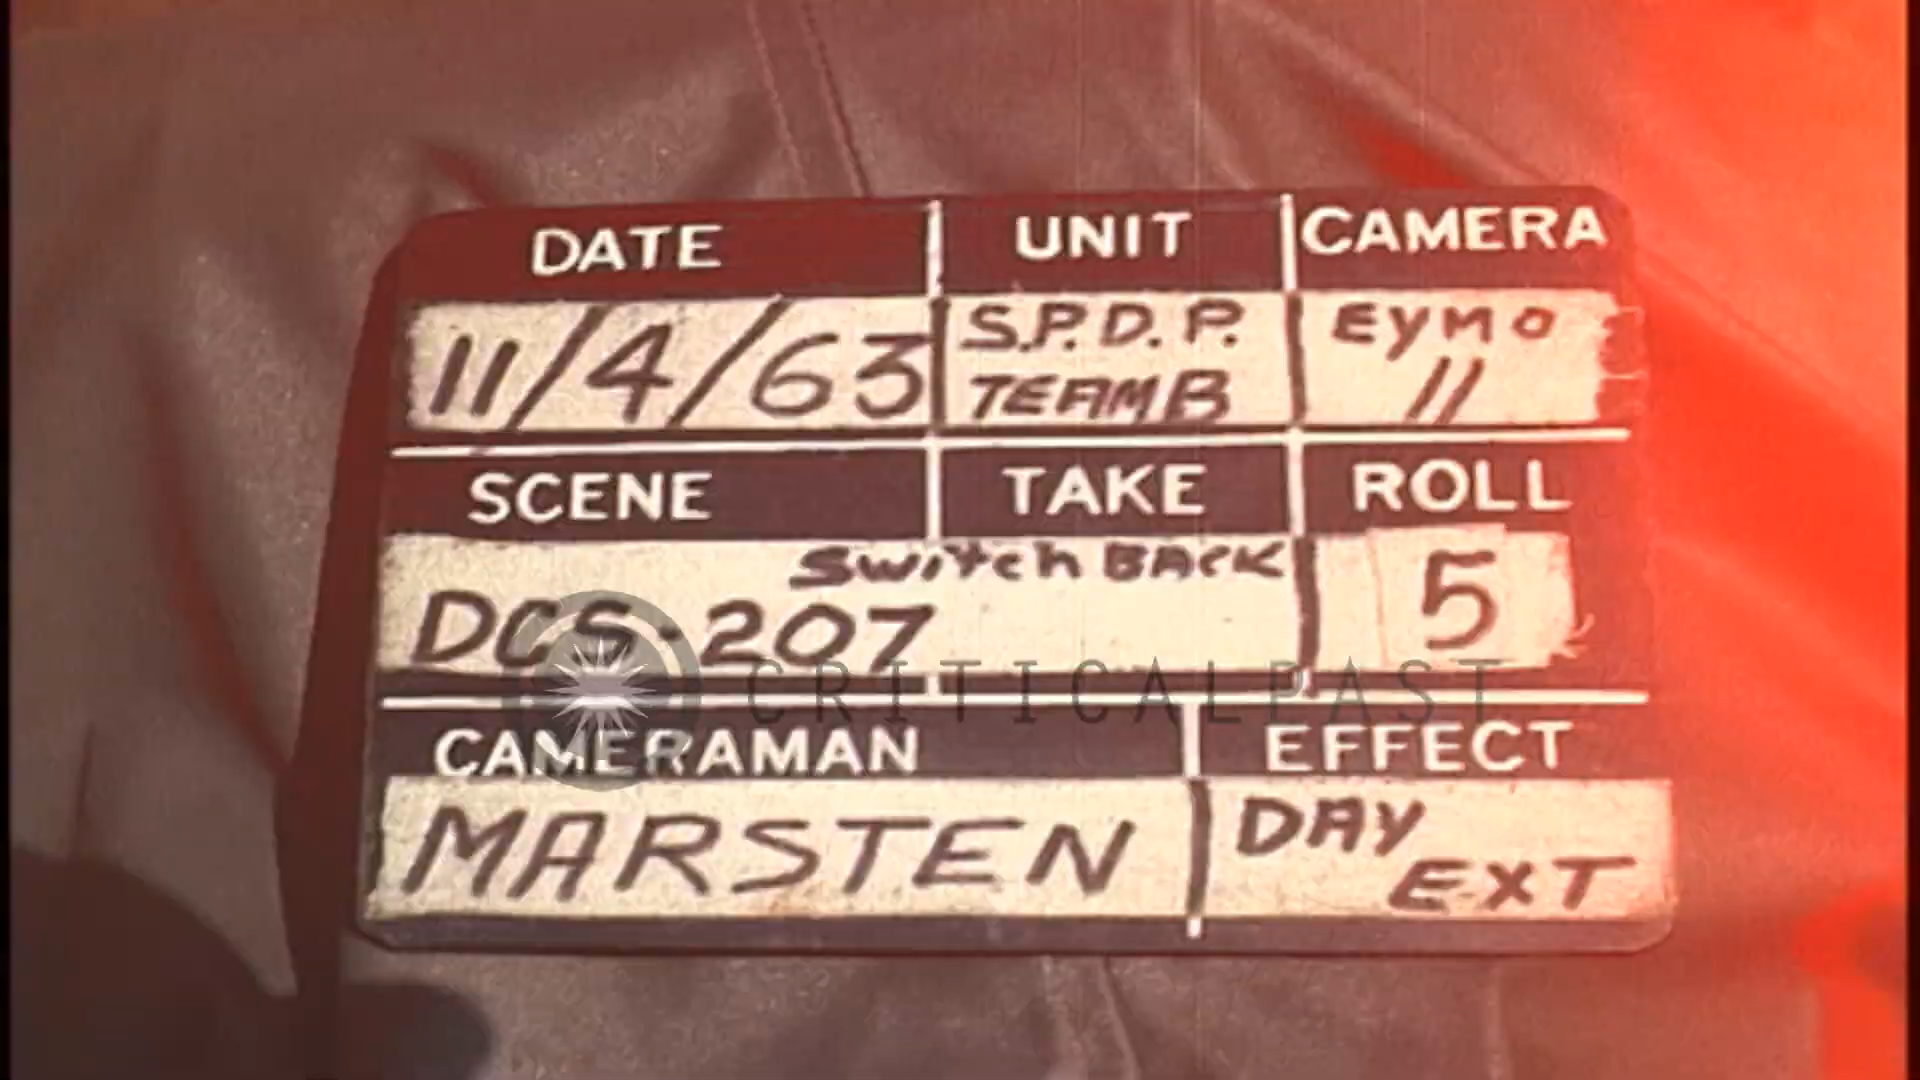 DATE UNIT CAMERA
11/4/63 S.P.D.P. EYMO
TEAM B 11
SCENE TAKE ROLL
Switch BACK
DCS-207 5
CRITICALPAST
CAMERAMAN EFFECT
MARSTEN DAY
EXT